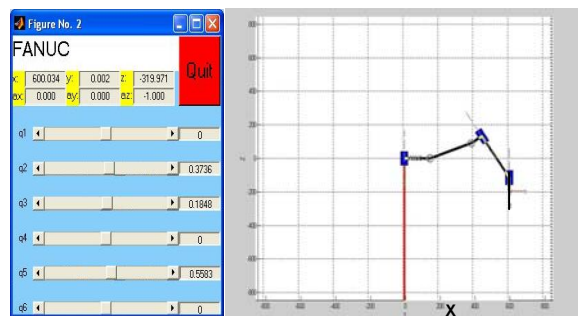 Figure No. 2
FANUC
Quit
x: 600.034 y: 0.002 z: -319.971
ax: 0.000 ay: 0.000 az: -1.000
q1 0
q2 0.3736
q3 0.1848
q4 0
q5 0.5583
q6 0
X